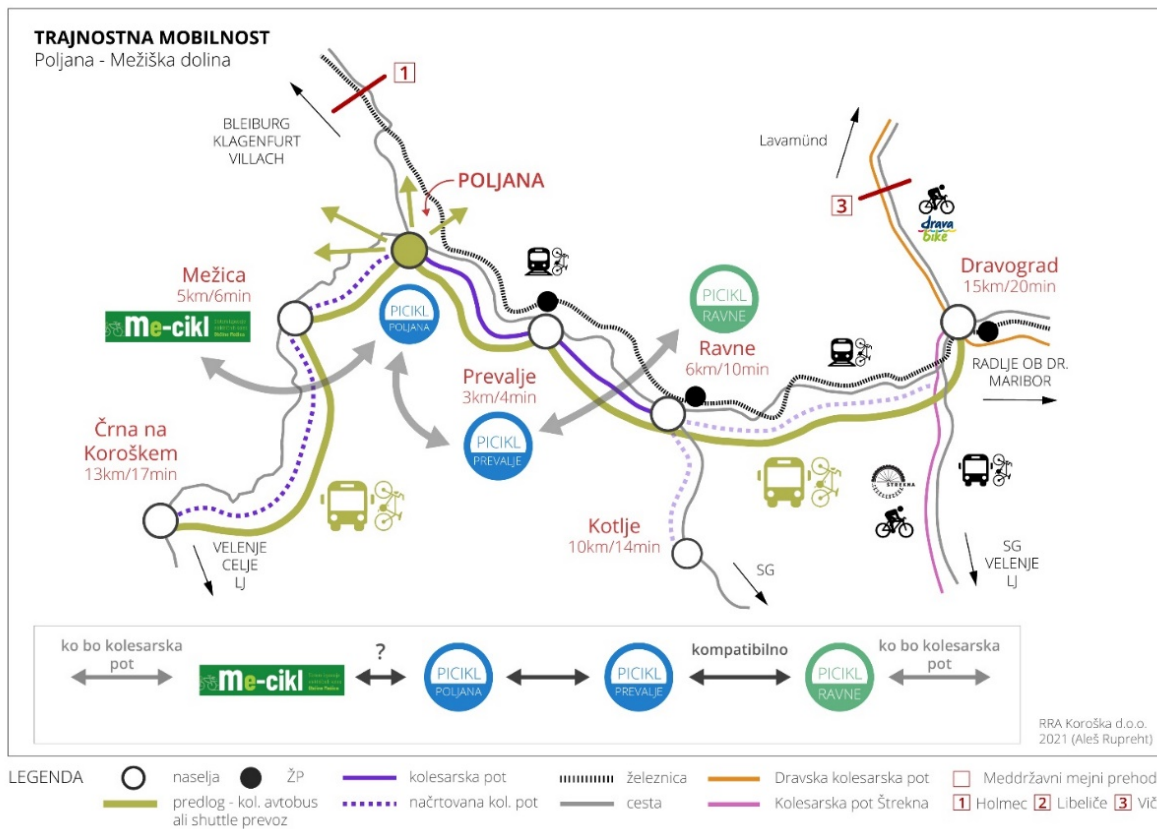 TRAJNOSTNA MOBILNOST
Poljana - Mežiška dolina
1
BLEIBURG
KLAGENFURT
VILLACH
POLJANA
Lavamünd
3
drava
bike
Mežica
5km/6min
me-cikl
PICIKL
POLJANA
PICIKL
RAVNE
Dravograd
15km/20min
Prevalje
3km/4min
Ravne
6km/10min
RADLJE OB DR.
MARIBOR
PICIKL
PREVALJE
Črna na
Koroškem
13km/17min
ŠTREKNA
Kotlje
10km/14min
VELENJE
CELJE
LJ
SG
SG
VELENJE
LJ
ko bo kolesarska
pot
me-cikl
?
PICIKL
POLJANA
PICIKL
PREVALJE
kompatibilno
PICIKL
RAVNE
ko bo kolesarska
pot
RRA Koroška d.o.o.
2021 (Aleš Rupreht)
LEGENDA
naselja
ŽP
kolesarska pot
železnica
Dravska kolesarska pot
Meddržavni mejni prehod
predlog - kol. avtobus
ali shuttle prevoz
načrtovana kol. pot
cesta
Kolesarska pot Štrekna
1 Holmec 2 Libeliče 3 Vič